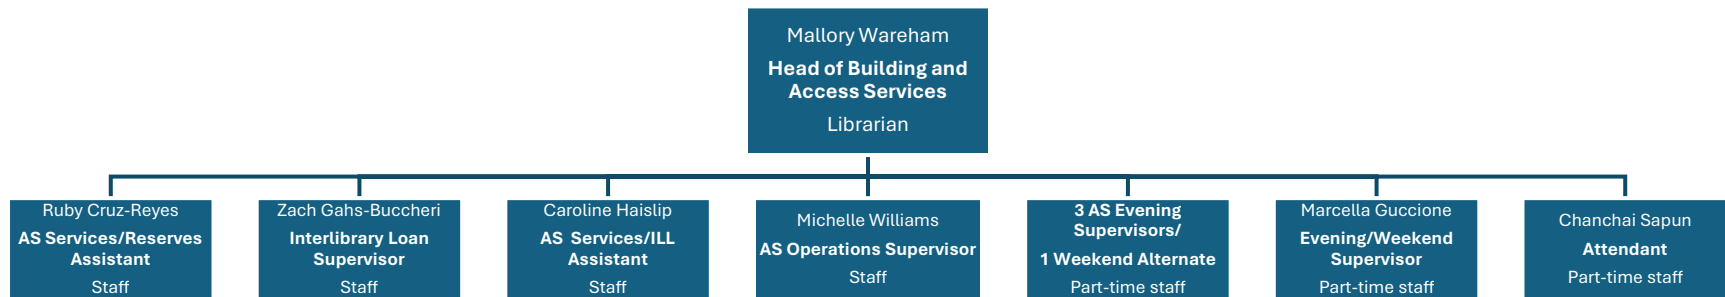 Mallory Wareham
Head of Building and
Access Services
Librarian
Ruby Cruz-Reyes
AS Services/Reserves
Assistant
Staff
Zach Gahs-Buccheri
Interlibrary Loan
Supervisor
Staff
Caroline Haislip
AS Services/ILL
Assistant
Staff
Michelle Williams
AS Operations Supervisor
Staff
3 AS Evening
Supervisors/
1 Weekend Alternate
Part-time staff
Marcella Guccione
Evening/Weekend
Supervisor
Part-time staff
Chanchai Sapun
Attendant
Part-time staff